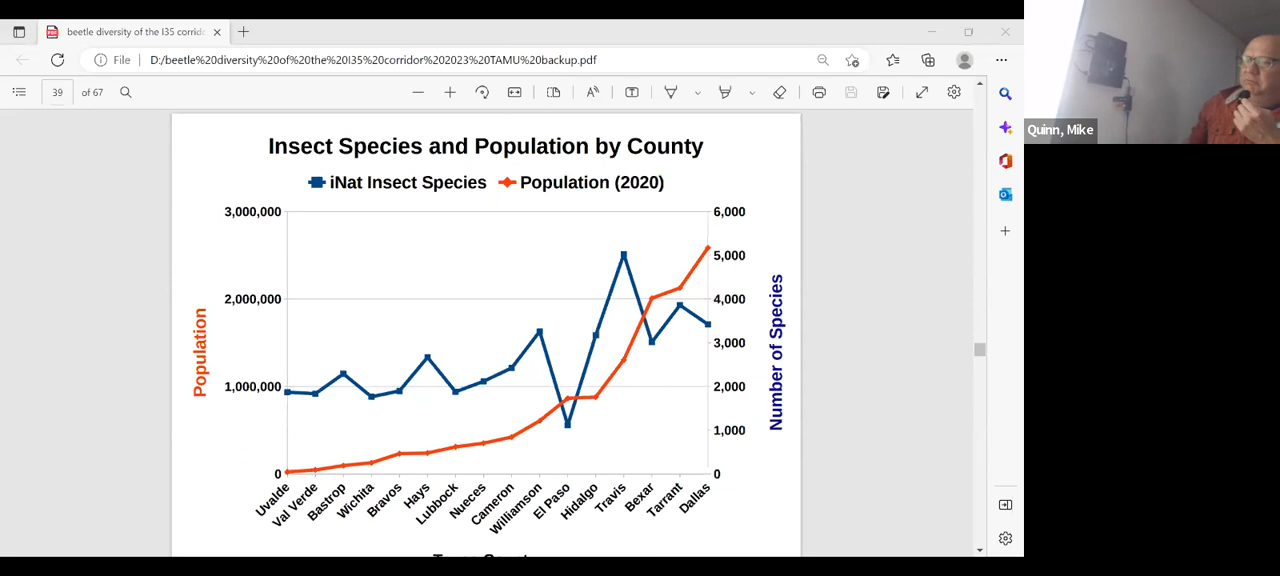 beetle diversity of the I35 corrido
File
D:/beetle%20diversity%20of%20the%20I35%20corridor%202023%20TAMU%20backup.pdf
39 of 67
Quinn, Mike
Insect Species and Population by County
iNat Insect Species Population (2020)
3,000,000
2,000,000
1,000,000
0
Population
6,000
5,000
4,000
3,000
2,000
1,000
0
Number of Species
Uvalde
Val Verde
Bastrop
Wichita
Bravos
Hays
Lubbock
Nueces
Cameron
Williamson
El Paso
Hidalgo
Travis
Bexar
Tarrant
Dallas